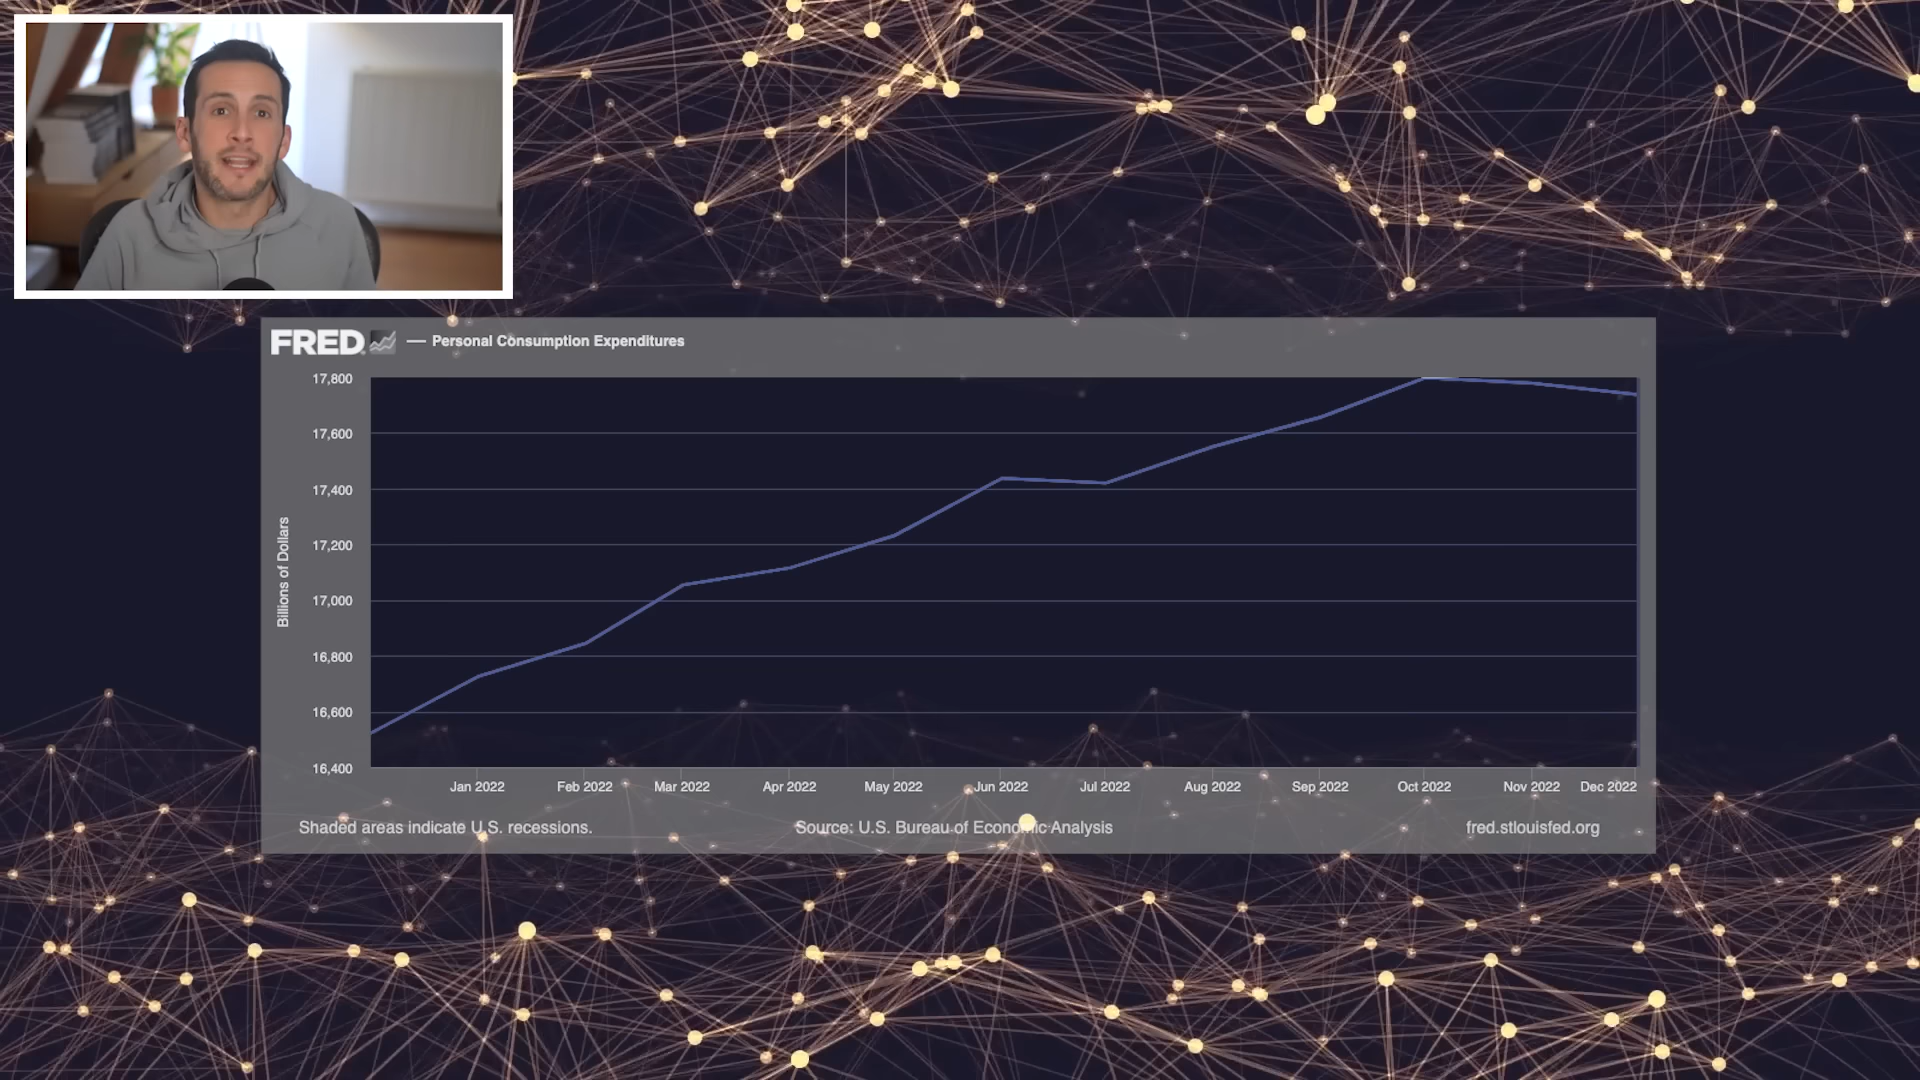 FRED — Personal Consumption Expenditures
17,800
17,600
17,400
17,200
17,000
16,800
16,600
16,400
Billions of Dollars
Jan 2022 Feb 2022 Mar 2022 Apr 2022 May 2022 Jun 2022 Jul 2022 Aug 2022 Sep 2022 Oct 2022 Nov 2022 Dec 2022
Shaded areas indicate U.S. recessions. Source: U.S. Bureau of Economic Analysis fred.stlouisfed.org